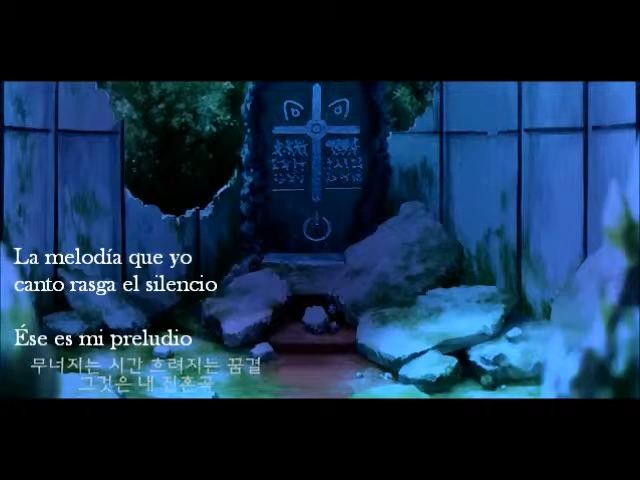 La melodía que yo
canto rasga el silencio
Ése es mi preludio
무너지는 시간 흐려지는 꿈결
그것은 내 진혼곡